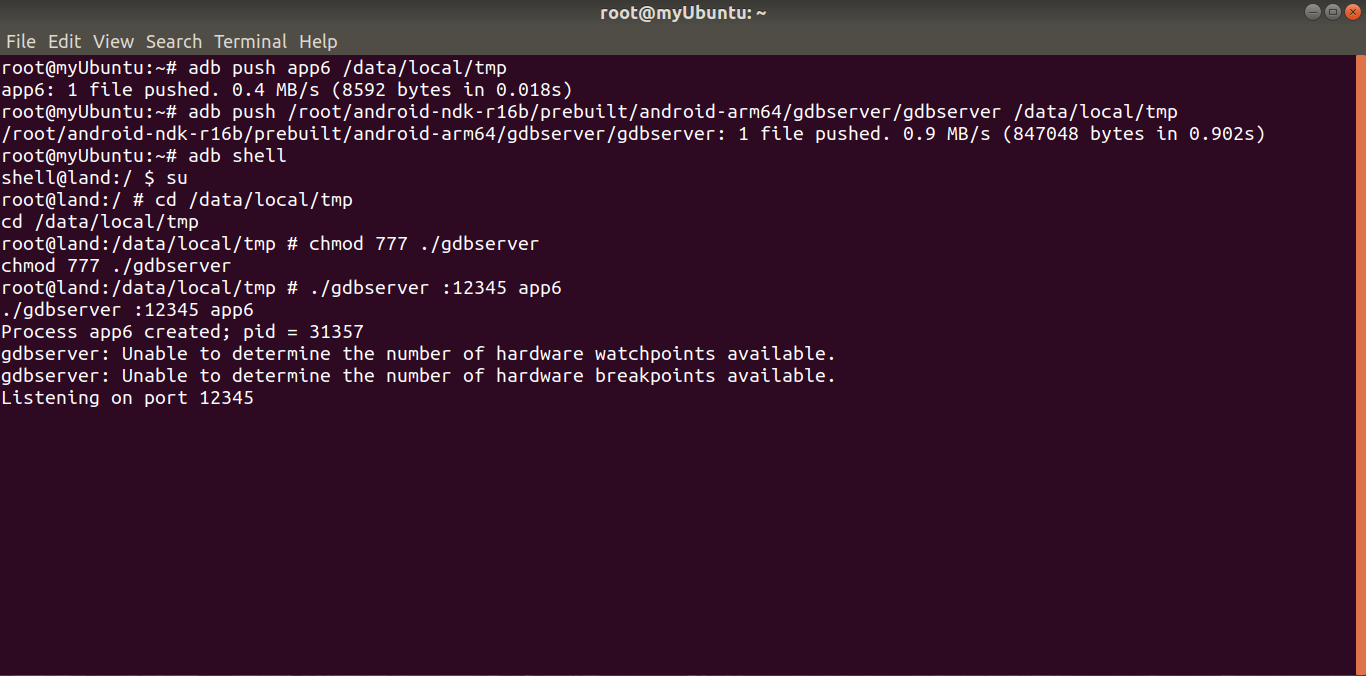 root@myUbuntu: ~
File Edit View Search Terminal Help
root@myUbuntu:~# adb push app6 /data/local/tmp
app6: 1 file pushed. 0.4 MB/s (8592 bytes in 0.018s)
root@myUbuntu:~# adb push /root/android-ndk-r16b/prebuilt/android-arm64/gdbserver/gdbserver /data/local/tmp
/root/android-ndk-r16b/prebuilt/android-arm64/gdbserver/gdbserver: 1 file pushed. 0.9 MB/s (847048 bytes in 0.902s)
root@myUbuntu:~# adb shell
shell@land:/ $ su
root@land:/ # cd /data/local/tmp
cd /data/local/tmp
root@land:/data/local/tmp # chmod 777 ./gdbserver
chmod 777 ./gdbserver
root@land:/data/local/tmp # ./gdbserver :12345 app6
./gdbserver :12345 app6
Process app6 created; pid = 31357
gdbserver: Unable to determine the number of hardware watchpoints available.
gdbserver: Unable to determine the number of hardware breakpoints available.
Listening on port 12345